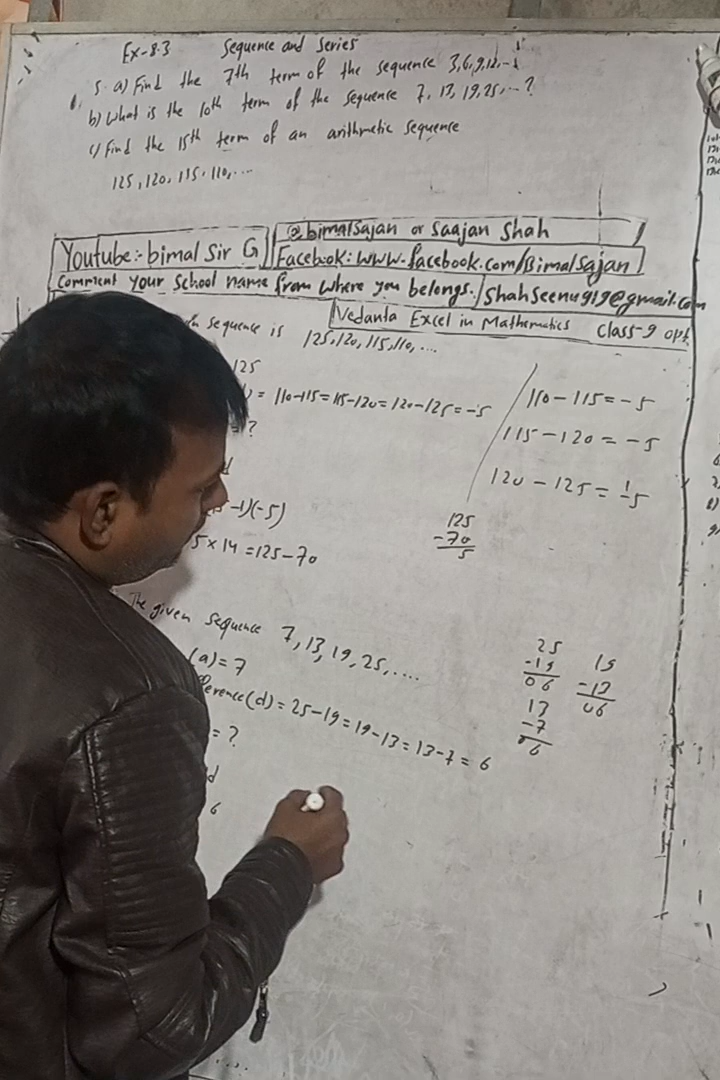 Ex-8.3 Sequence and Series
5. a) Find the 7th term of the sequence 3,6,9,12,--
b) What is the 10th term of the sequence 7, 13, 19, 25, -- ?
c) Find the 15th term of an arithmetic sequence
125, 120, 115, 110, ...
@bimalsajan or Saajan Shah
Youtube:- bimal Sir G
Facebook: www.facebook.com/Bimalsajan
Comment your School name from where you belongs. / Shahseenu919@gmail.com
Vedanta Excel in Mathematics Class-9 opt.
sequence is 125, 120, 115, 110, ...
125
= 110-115 = 115-120 = 120-125 = -5
= ?
-1)(-5)
5 × 14 = 125 - 70
110 - 115 = -5
115 - 120 = -5
120 - 125 = -5
125
-70
5
The given sequence 7, 13, 19, 25, ....
(a) = 7
ference (d) = 25-19 = 19-13 = 13-7 = 6
= ?
d
6
25
-19
06
19
-13
06
13
-7
6